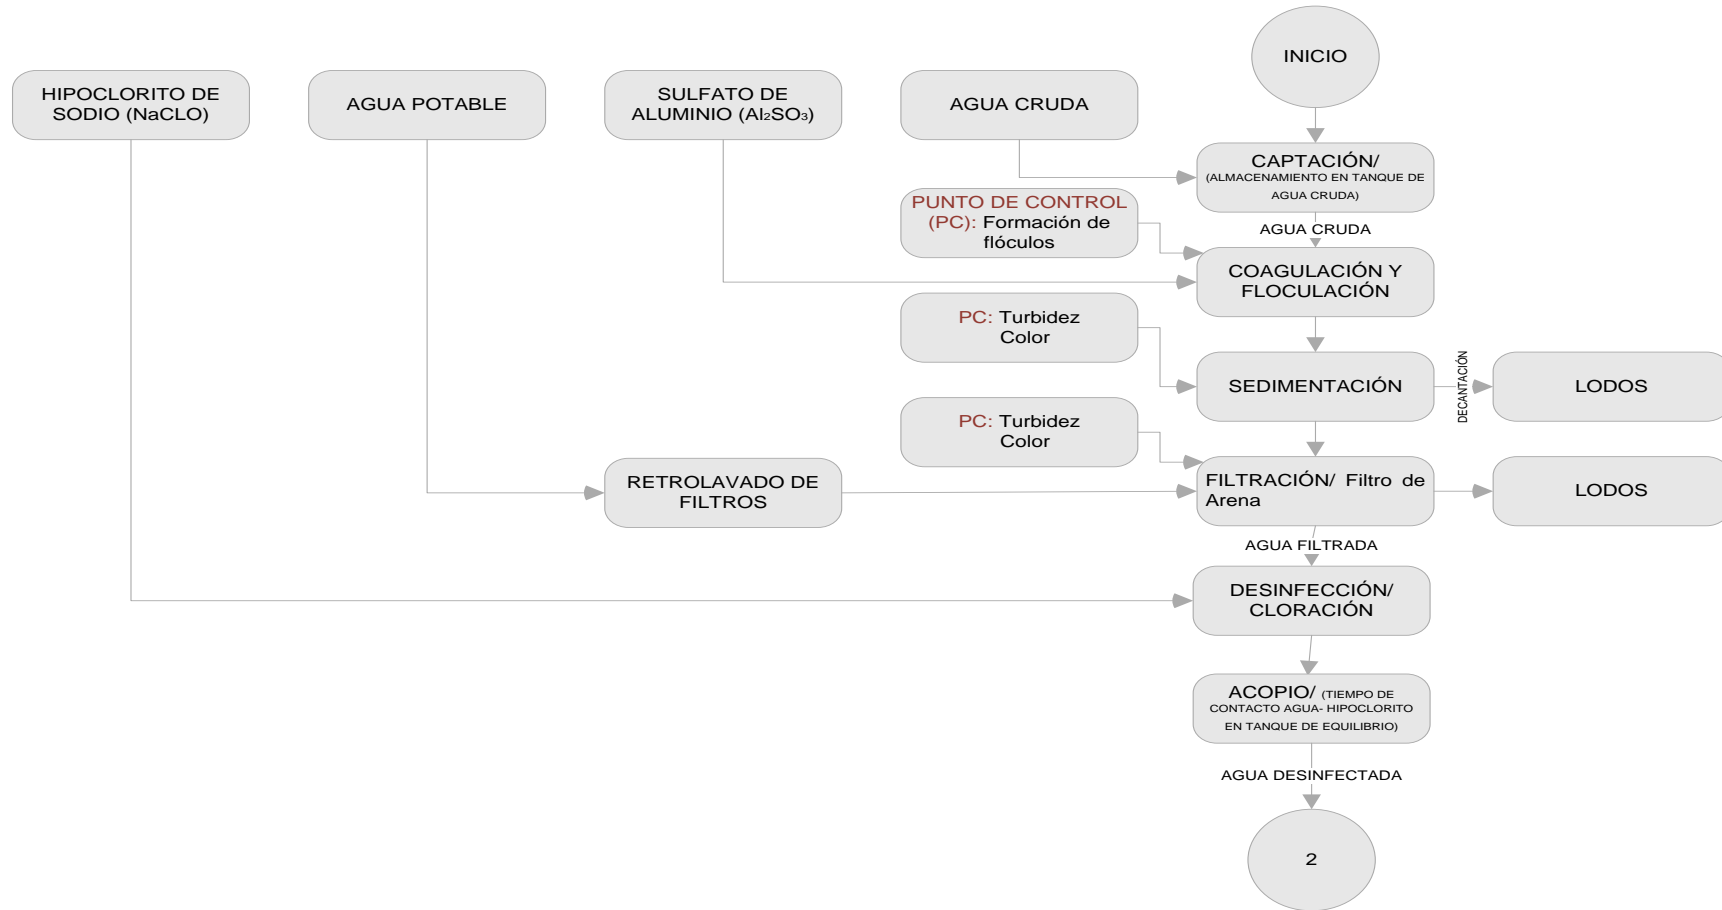 INICIO
HIPOCLORITO DE
SODIO (NaCLO)
AGUA POTABLE
SULFATO DE
ALUMINIO (Al₂SO₃)
AGUA CRUDA
CAPTACIÓN/
(ALMACENAMIENTO EN TANQUE DE
AGUA CRUDA)
PUNTO DE CONTROL
(PC): Formación de
flóculos
AGUA CRUDA
COAGULACIÓN Y
FLOCULACIÓN
PC: Turbidez
Color
SEDIMENTACIÓN
DECANTACIÓN
LODOS
PC: Turbidez
Color
RETROLAVADO DE
FILTROS
FILTRACIÓN/ Filtro de
Arena
LODOS
AGUA FILTRADA
DESINFECCIÓN/
CLORACIÓN
ACOPIO/ (TIEMPO DE
CONTACTO AGUA- HIPOCLORITO
EN TANQUE DE EQUILIBRIO)
AGUA DESINFECTADA
2